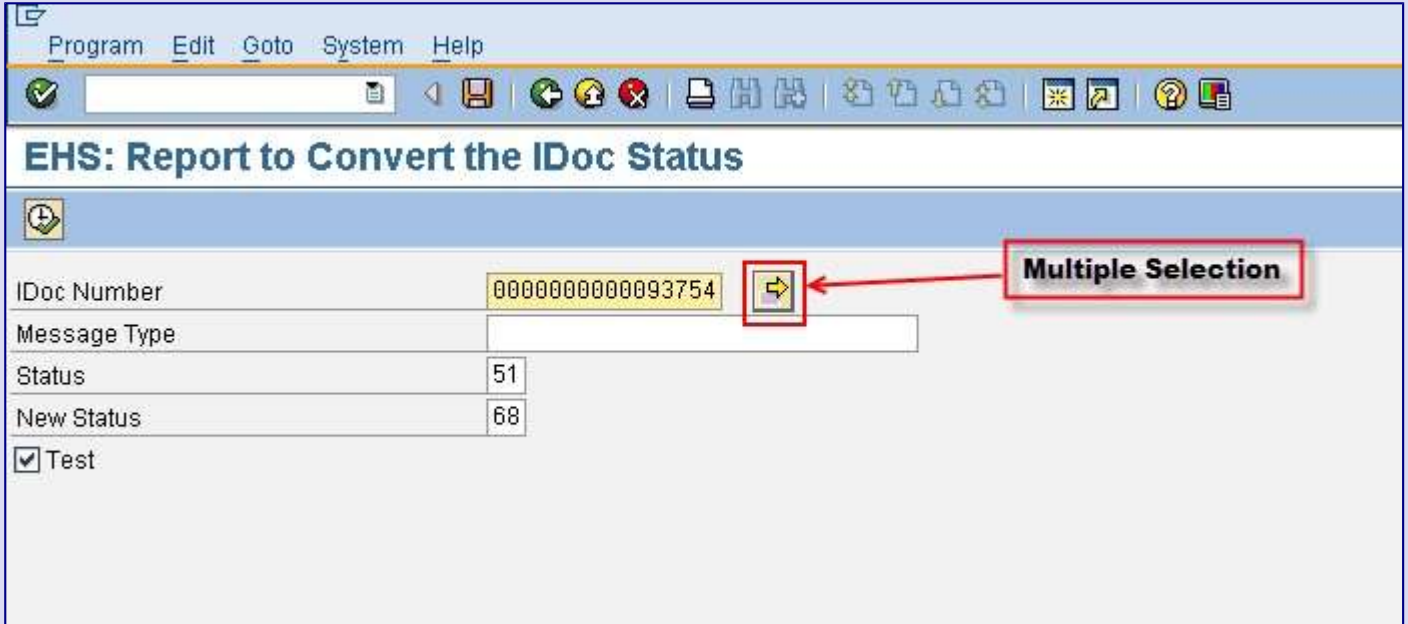 Program Edit Goto System Help
EHS: Report to Convert the IDoc Status
Multiple Selection
IDoc Number 0000000000093754
Message Type
Status 51
New Status 68
Test